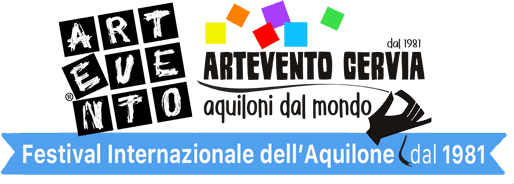 ART
EVE
NTO
®
dal 1981
ARTEVENTO CERVIA
aquiloni dal mondo
Festival Internazionale dell'Aquilone dal 1981